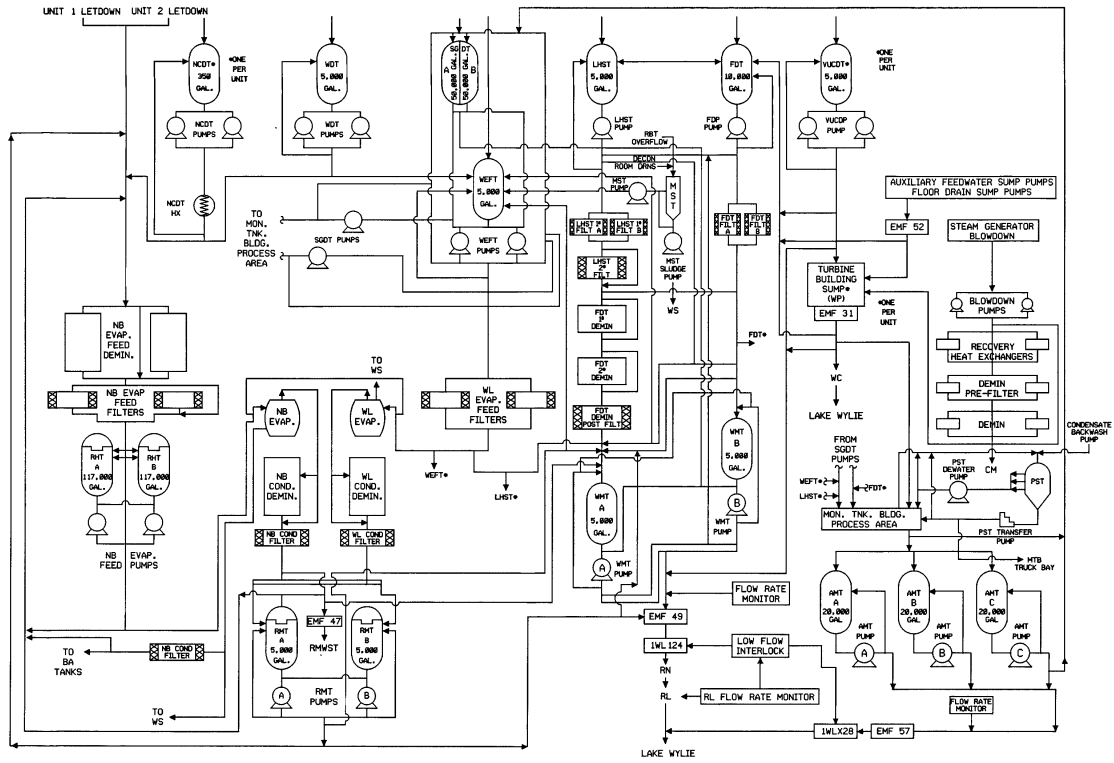 UNIT 1 LETDOWN
UNIT 2 LETDOWN
NCDT*
350
GAL.
*ONE
PER
UNIT
NCDT
PUMPS
NCDT
HX
WDT
5,000
GAL.
WDT
PUMPS
SGDT
A
B
50,000 GAL.
50,000 GAL.
WEFT
5,000
GAL.
WEFT
PUMPS
TO
MON.
TNK.
BLDG.
PROCESS
AREA
SGDT PUMPS
LHST
5,000
GAL.
LHST
PUMP
RBT
OVERFLOW
DECON
ROOM DRNS
MST
PUMP
MST
MST
SLUDGE
PUMP
WS
FDT
10,000
GAL.
FDP
PUMP
VUCDT*
5,000
GAL.
*ONE
PER
UNIT
VUCDP
PUMP
LHST 1°
FILT A
LHST 1°
FILT B
LHST
2°
FILT
FDT
1°
DEMIN
FDT
2°
DEMIN
FDT
DEMIN
POST FILT
FDT
FILT
A
FDT
FILT
B
FDT*
AUXILIARY FEEDWATER SUMP PUMPS
FLOOR DRAIN SUMP PUMPS
EMF 52
STEAM GENERATOR
BLOWDOWN
TURBINE
BUILDING
SUMP*
(WP)
EMF 31
*ONE
PER
UNIT
WC
LAKE WYLIE
BLOWDOWN
PUMPS
RECOVERY
HEAT EXCHANGERS
DEMIN
PRE-FILTER
DEMIN
CM
CONDENSATE
BACKWASH
PUMP
NB
EVAP.
FEED
DEMIN.
NB EVAP
FEED
FILTERS
RHT
A
117,000
GAL.
RHT
B
117,000
GAL.
NB EVAP.
FEED PUMPS
TO
BA
TANKS
NB COND
FILTER
TO
WS
TO
WS
NB
EVAP.
WL
EVAP.
NB
COND.
DEMIN.
WL
COND.
DEMIN.
NB COND
FILTER
WL COND
FILTER
WL
EVAP.
FEED
FILTERS
WEFT*
LHST*
RMT
A
5,000
GAL.
EMF 47
RMWST
RMT
B
5,000
GAL.
A
RMT
PUMPS
B
WMT
A
5,000
GAL.
A
WMT
PUMP
WMT
B
5,000
GAL.
B
WMT
PUMP
FROM
SGDT
PUMPS
WEFT*
LHST*
FDT*
MON. TNK. BLDG.
PROCESS AREA
PST
DEWATER
PUMP
PST
PST TRANSFER
PUMP
MTB
TRUCK BAY
FLOW RATE
MONITOR
EMF 49
1WL124
LOW FLOW
INTERLOCK
RN
RL
RL FLOW RATE MONITOR
LAKE WYLIE
AMT
A
20,000
GAL
AMT
PUMP
A
AMT
B
20,000
GAL
AMT
PUMP
B
AMT
C
20,000
GAL.
AMT
PUMP
C
FLOW RATE
MONITOR
1WLX28
EMF 57